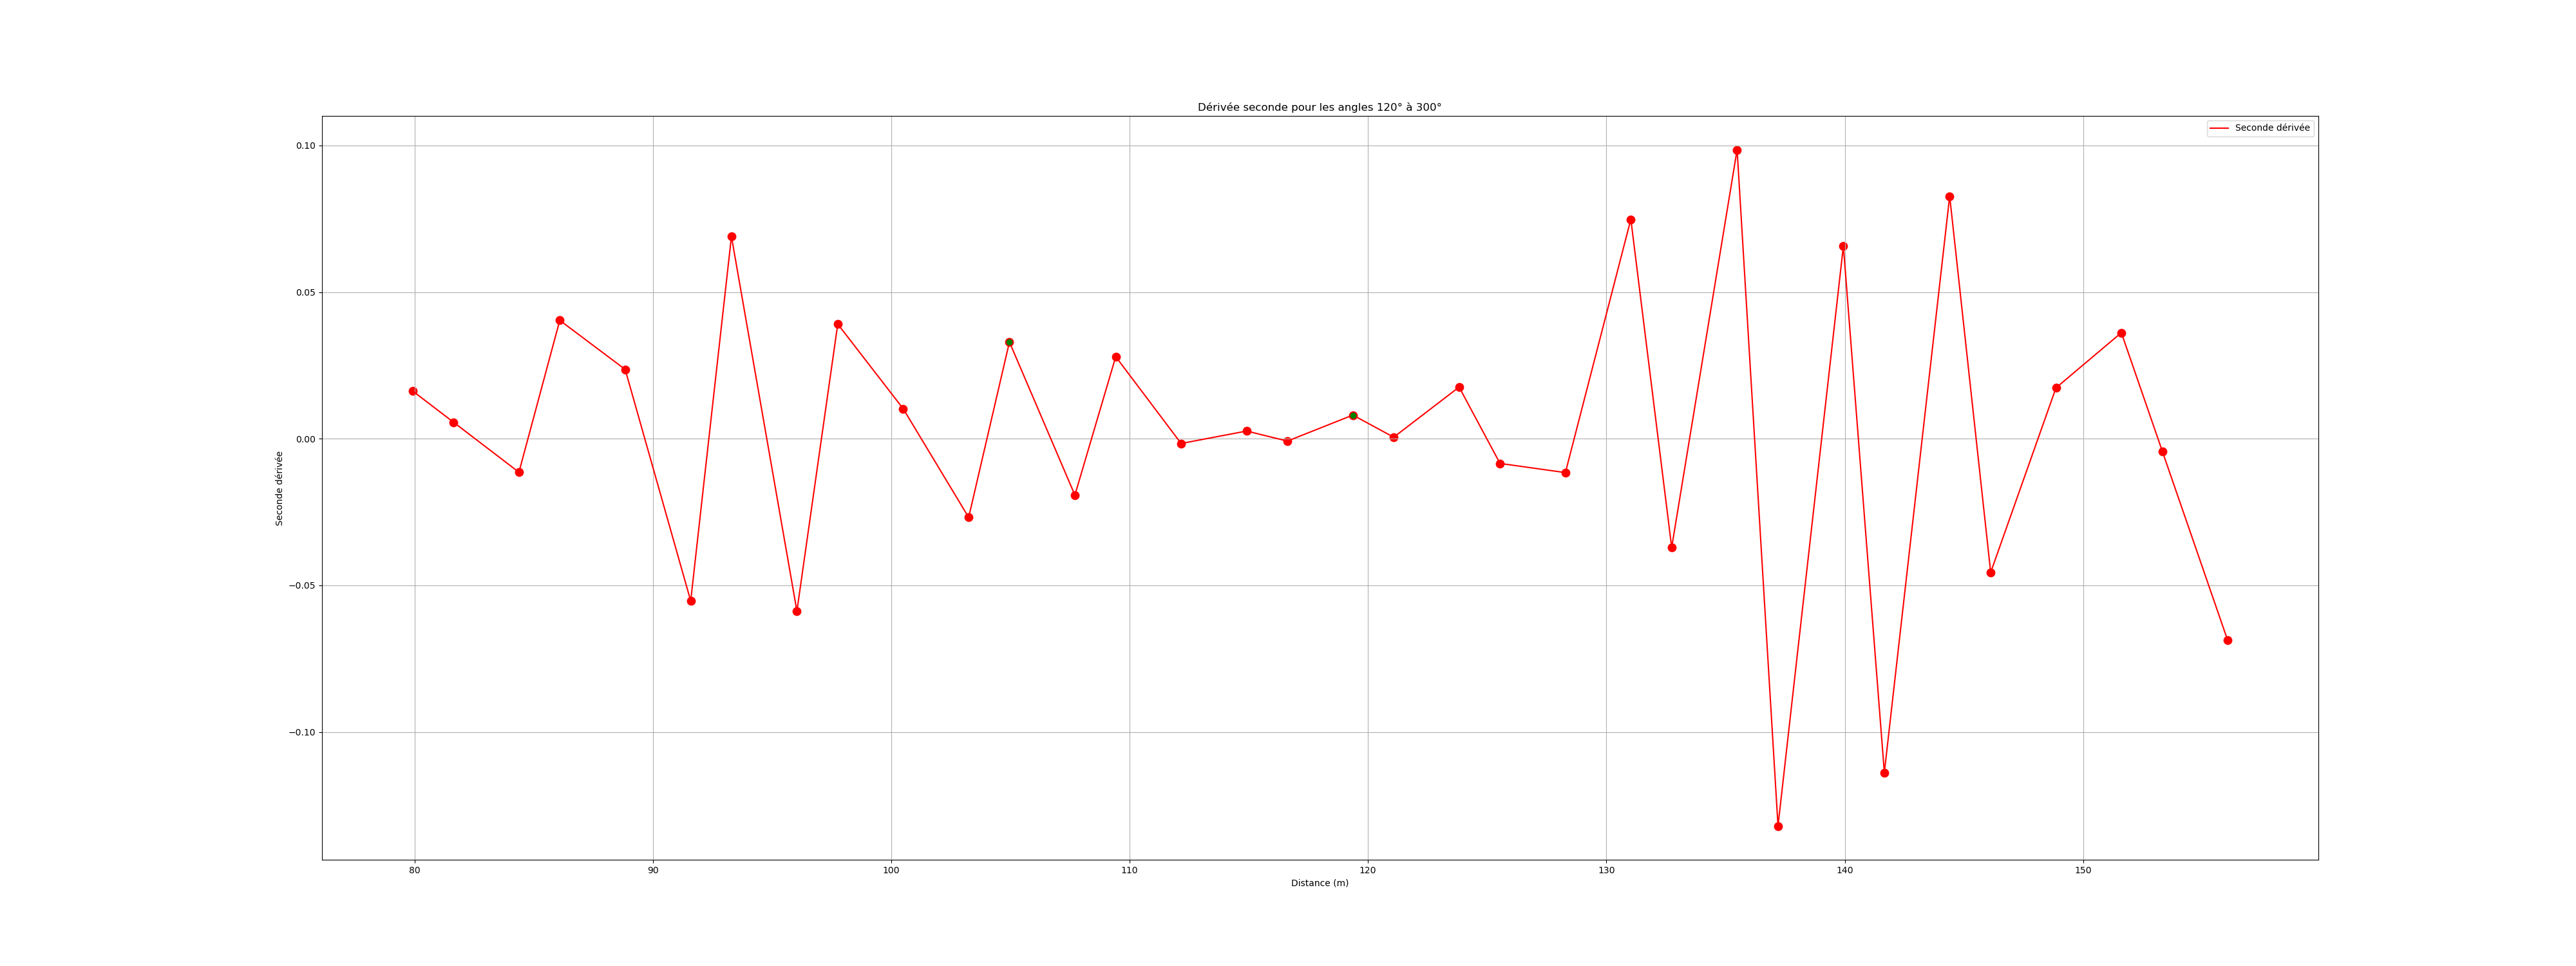 Dérivée seconde pour les angles 120° à 300°
Seconde dérivée
0.10
0.05
0.00
−0.05
−0.10
Seconde dérivée
80 90 100 110 120 130 140 150
Distance (m)